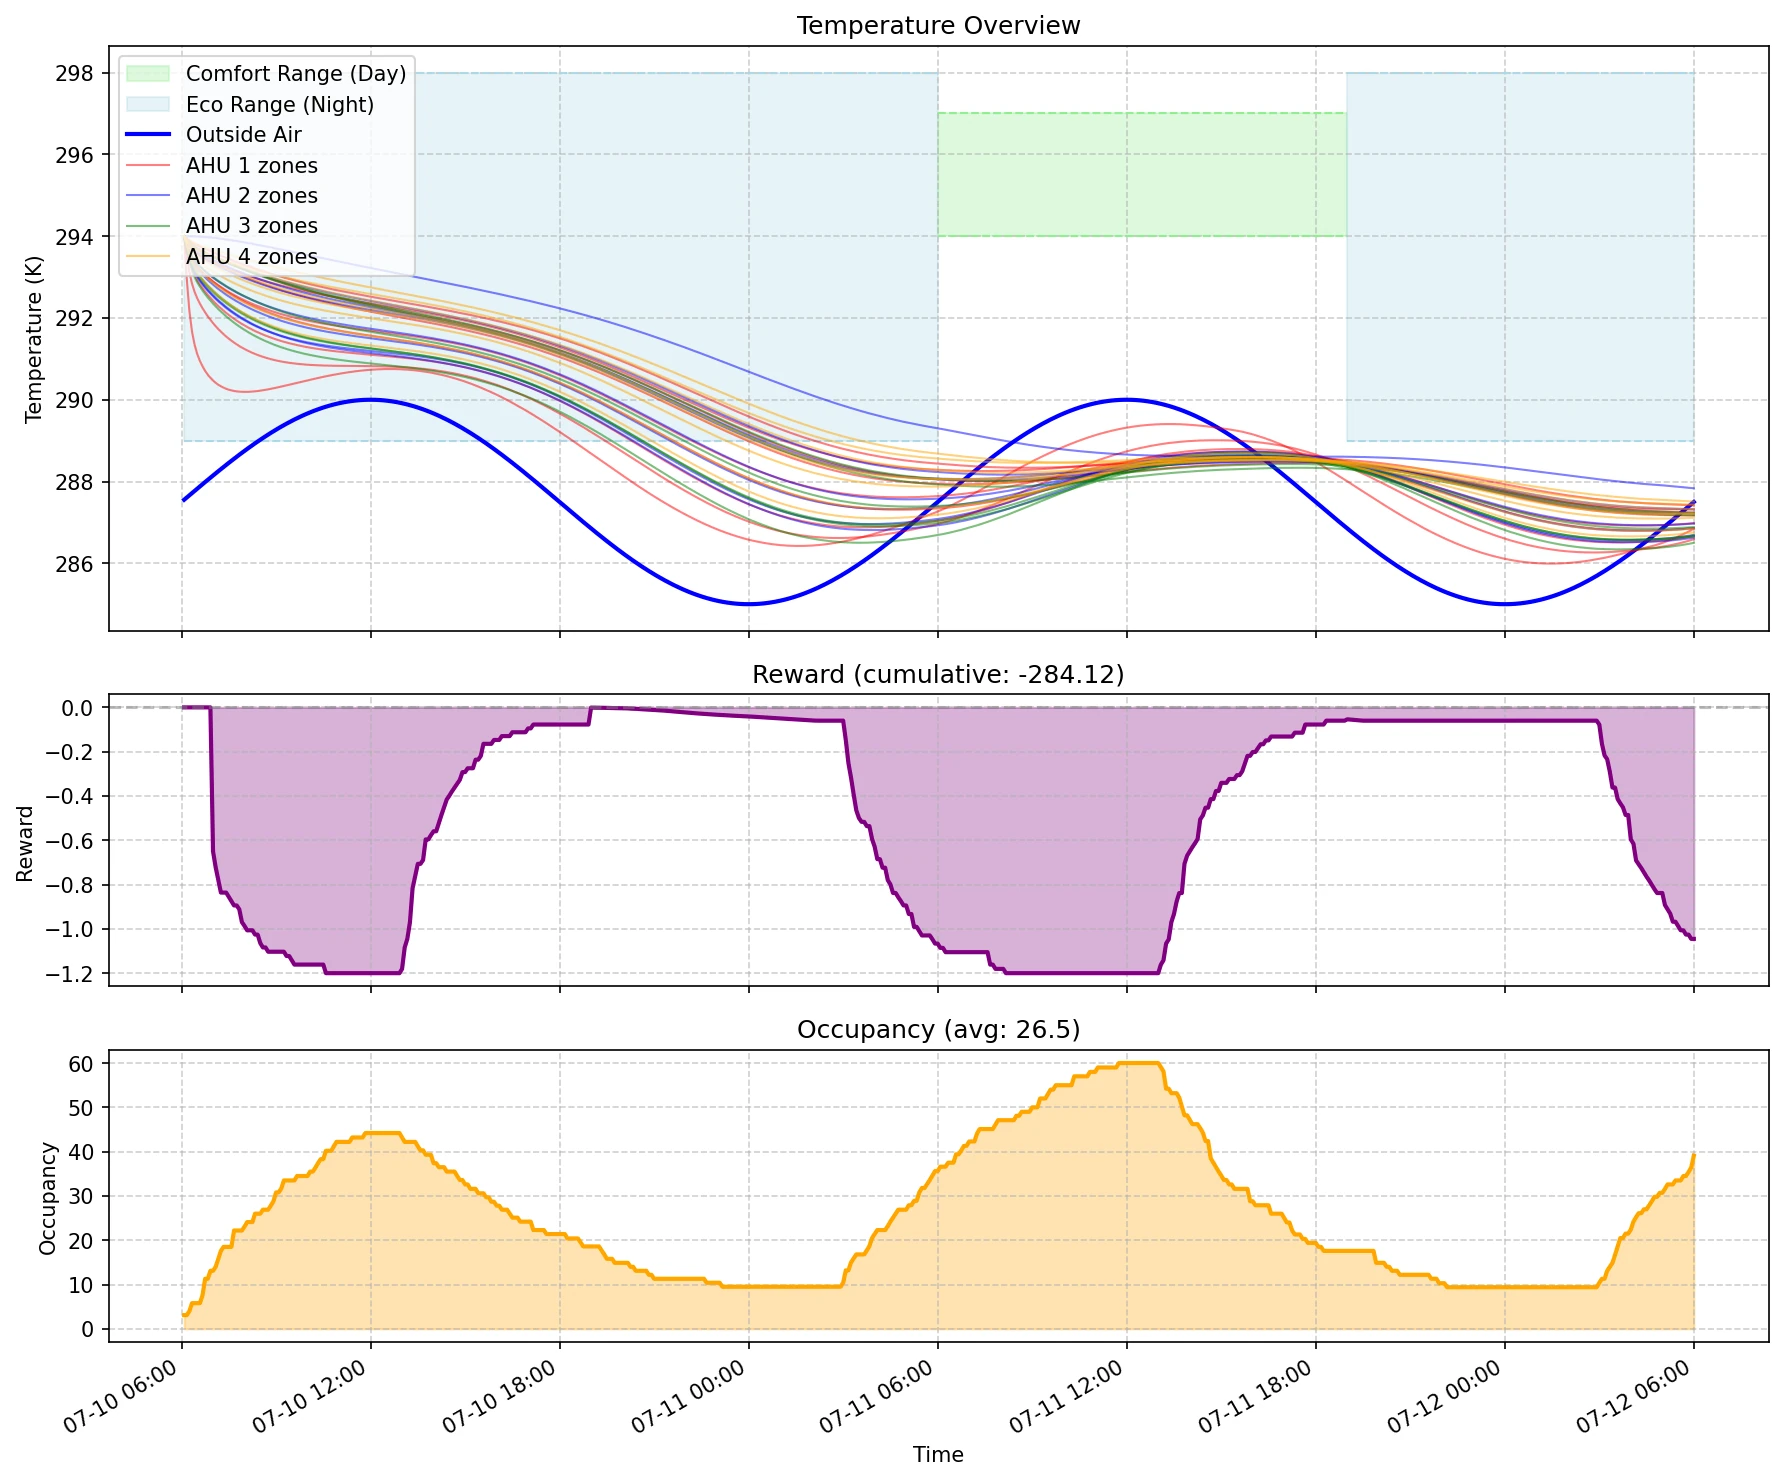 Temperature Overview
Temperature (K)
298
296
294
292
290
288
286
Comfort Range (Day)
Eco Range (Night)
Outside Air
AHU 1 zones
AHU 2 zones
AHU 3 zones
AHU 4 zones
Reward (cumulative: -284.12)
Reward
0.0
−0.2
−0.4
−0.6
−0.8
−1.0
−1.2
Occupancy (avg: 26.5)
Occupancy
60
50
40
30
20
10
0
07-10 06:00
07-10 12:00
07-10 18:00
07-11 00:00
07-11 06:00
07-11 12:00
07-11 18:00
07-12 00:00
07-12 06:00
Time